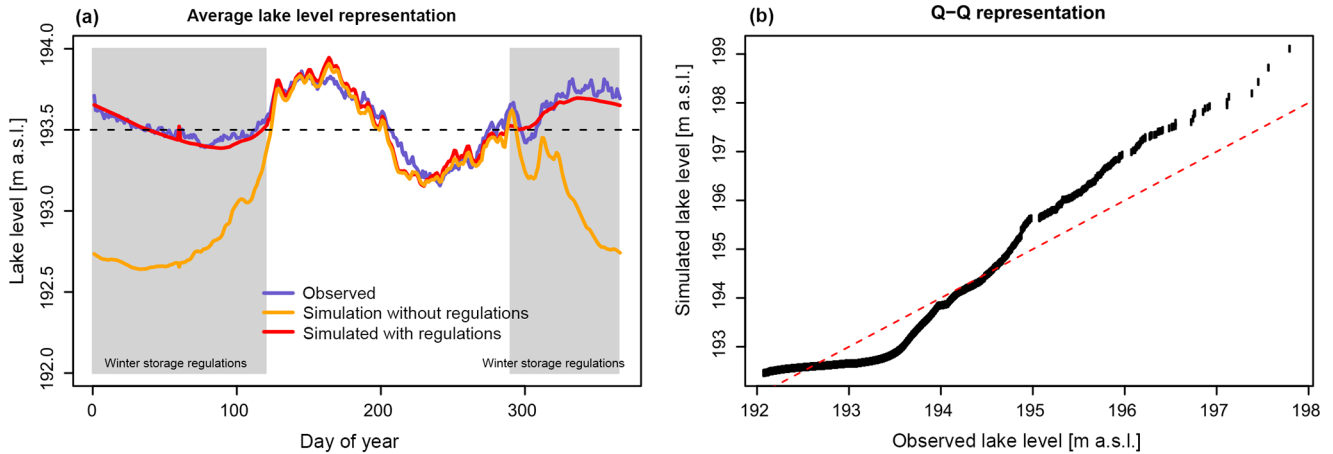 (a)
Average lake level representation
Lake level [m a.s.l.]
194.0
193.5
193.0
192.5
192.0
Observed
Simulation without regulations
Simulated with regulations
Winter storage regulations
Winter storage regulations
0
100
200
300
Day of year
(b)
Q−Q representation
Simulated lake level [m a.s.l.]
199
198
197
196
195
194
193
192
193
194
195
196
197
198
Observed lake level [m a.s.l.]